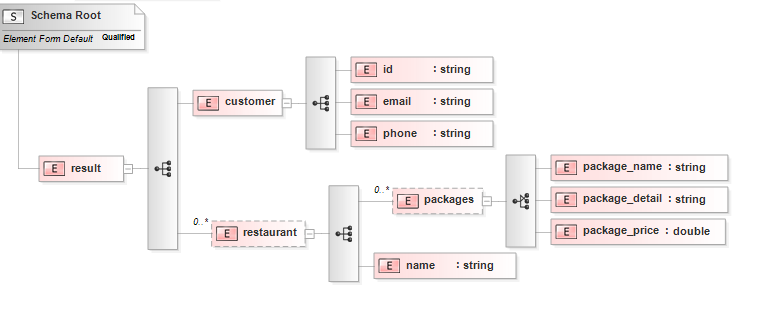 S Schema Root
Element Form Default Qualified
E result
E customer
E id : string
E email : string
E phone : string
0..*
E restaurant
0..*
E packages
E package_name : string
E package_detail : string
E package_price : double
E name : string